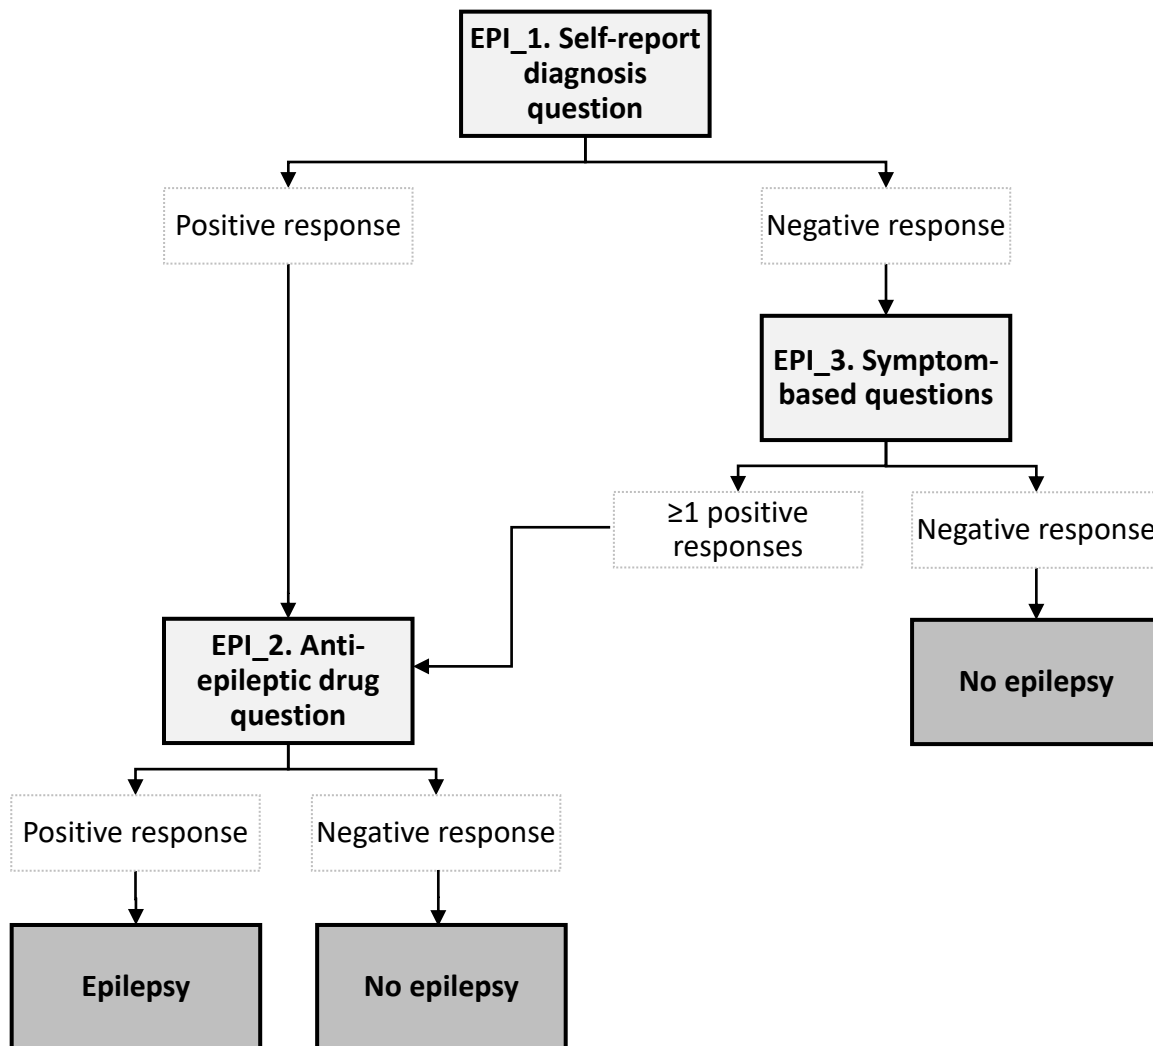 EPI_1. Self-report
diagnosis
question
Positive response
Negative response
EPI_3. Symptom-
based questions
≥1 positive
responses
Negative response
EPI_2. Anti-
epileptic drug
question
No epilepsy
Positive response
Negative response
Epilepsy
No epilepsy